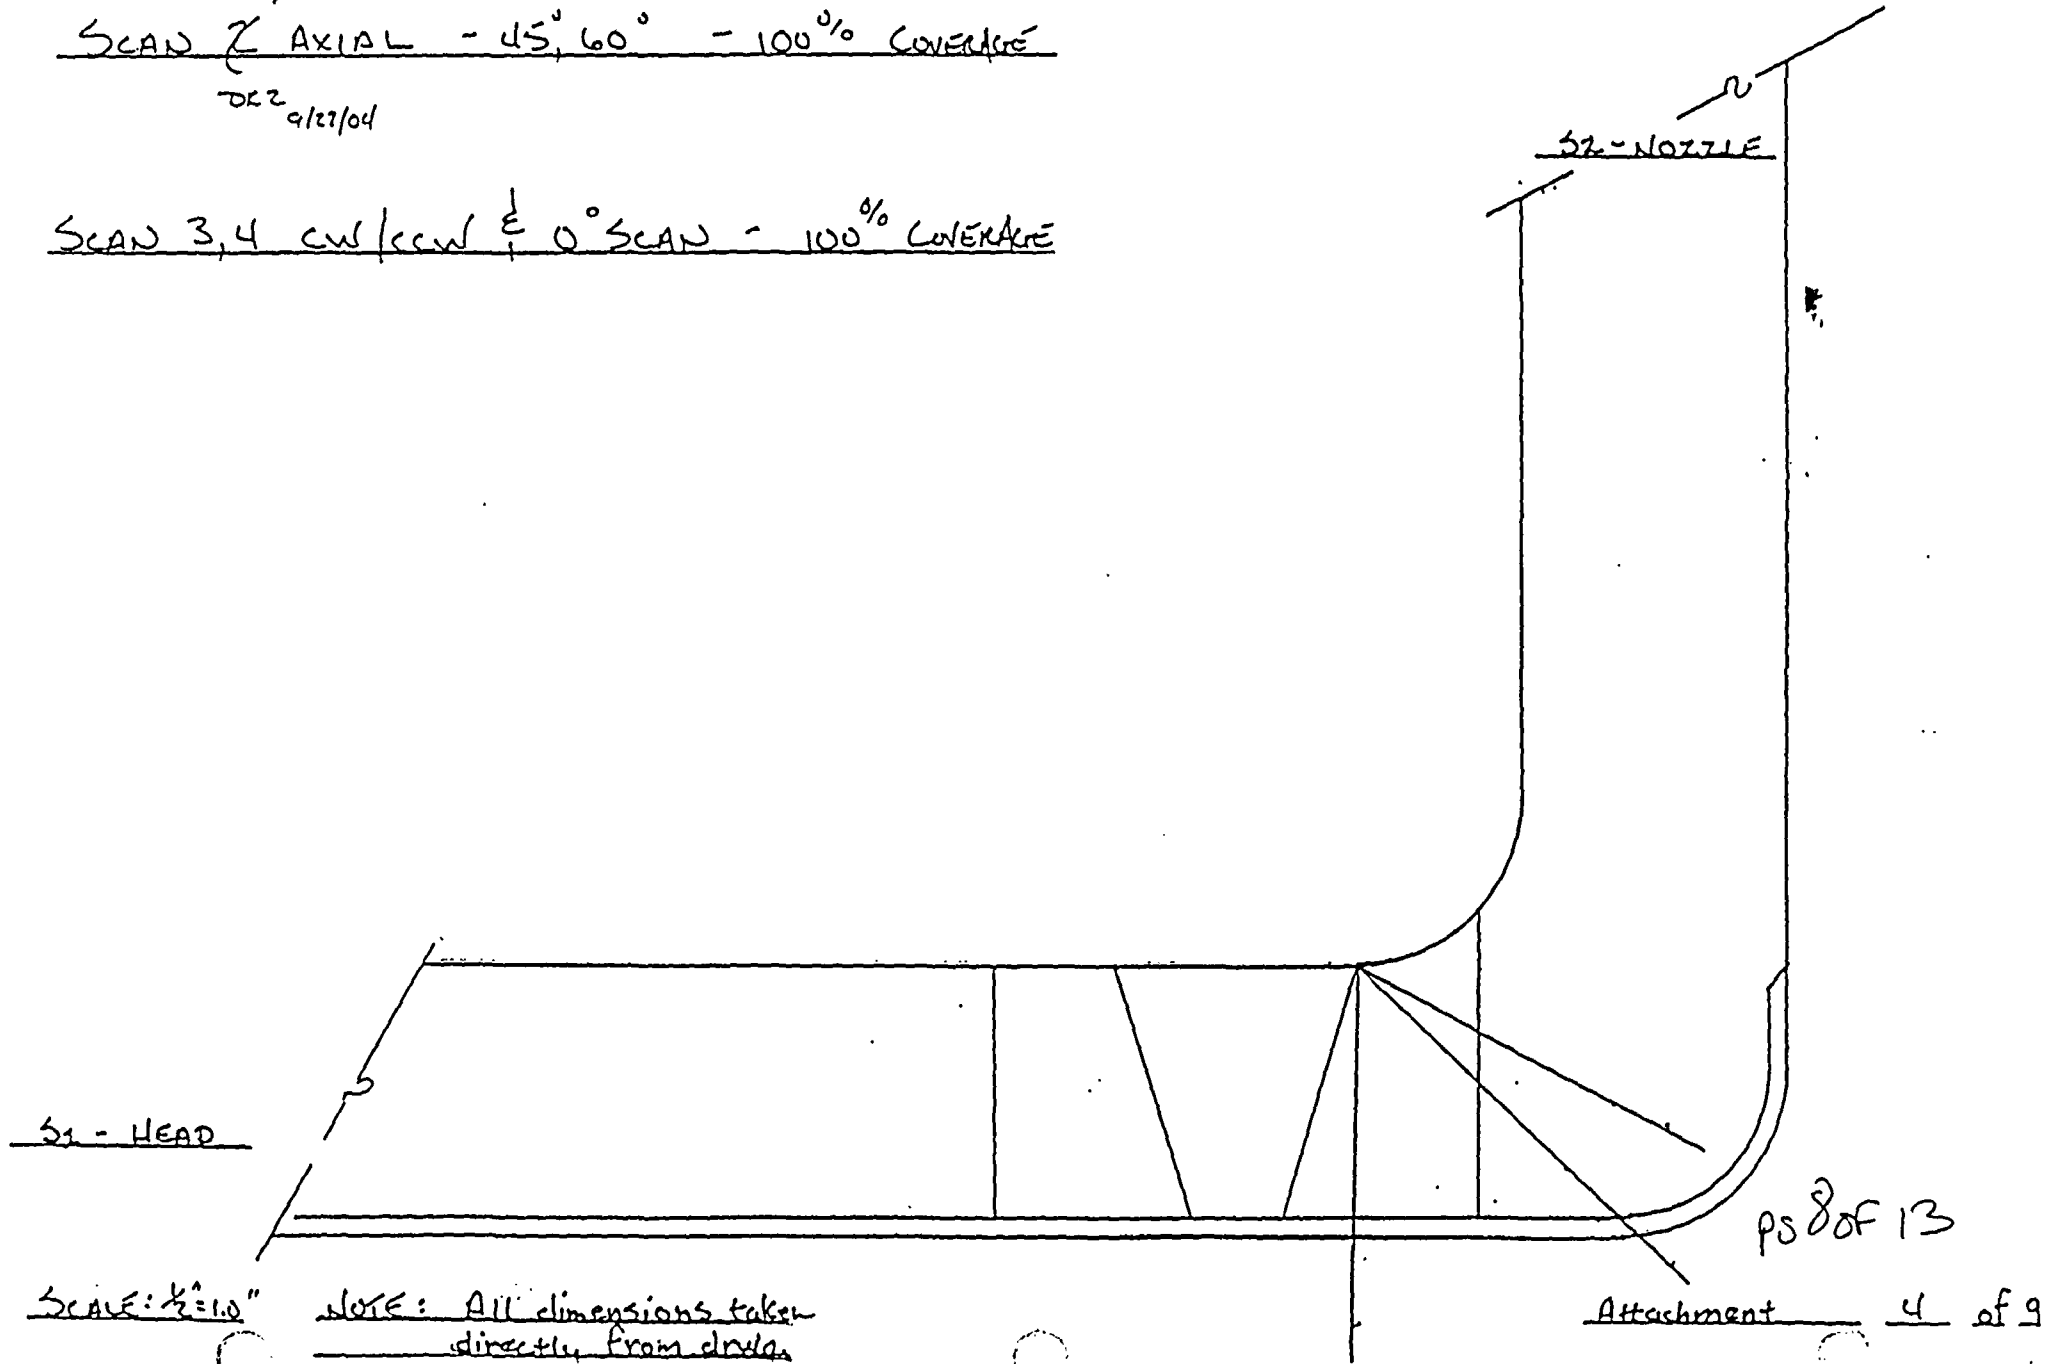 SCAN 2 AXIAL - 45°, 60° - 100% COVERAGE
9/27/04
SCAN 3,4 CW/CCW & 0° SCAN - 100% COVERAGE
S2-NOZZLE
S1 - HEAD
pg 8 of 13
SCALE: 1/2"=1.0"
NOTE: All dimensions taken
directly from drwg.
Attachment 4 of 9